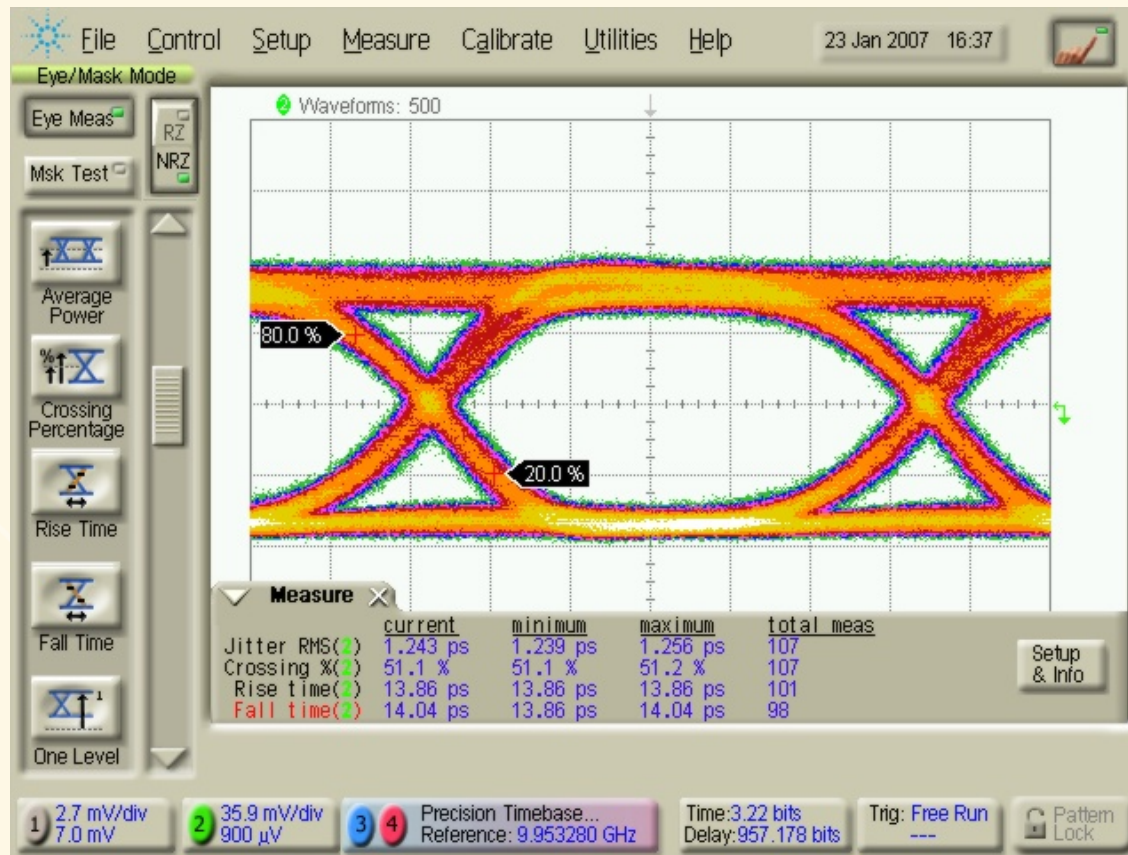 File Control Setup Measure Calibrate Utilities Help 23 Jan 2007 16:37
Eye/Mask Mode
Eye Meas
RZ
NRZ
Msk Test
2 Waveforms: 500
Average
Power
Crossing
Percentage
Rise Time
Fall Time
One Level
80.0 %
20.0 %
Measure
current minimum maximum total meas
Jitter RMS(2) 1.243 ps 1.239 ps 1.256 ps 107
Crossing %(2) 51.1 % 51.1 % 51.2 % 107
Rise time(2) 13.86 ps 13.86 ps 13.86 ps 101
Fall time(2) 14.04 ps 13.86 ps 14.04 ps 98
Setup
& Info
1) 2.7 mV/div
7.0 mV
2) 35.9 mV/div
900 µV
3 4 Precision Timebase...
Reference: 9.953280 GHz
Time:3.22 bits
Delay:957.178 bits
Trig: Free Run
---
Pattern
Lock